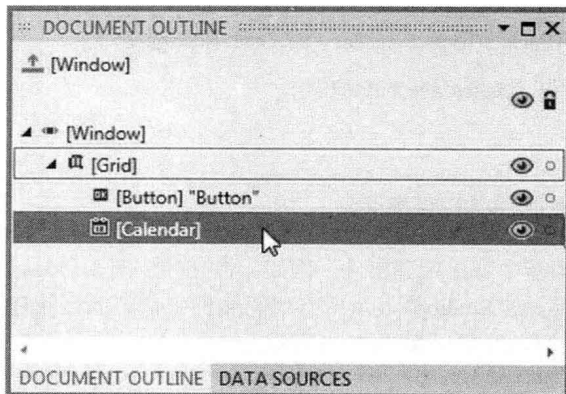 DOCUMENT OUTLINE
[Window]
[Window]
[Grid]
[Button] "Button"
[Calendar]
DOCUMENT OUTLINE DATA SOURCES